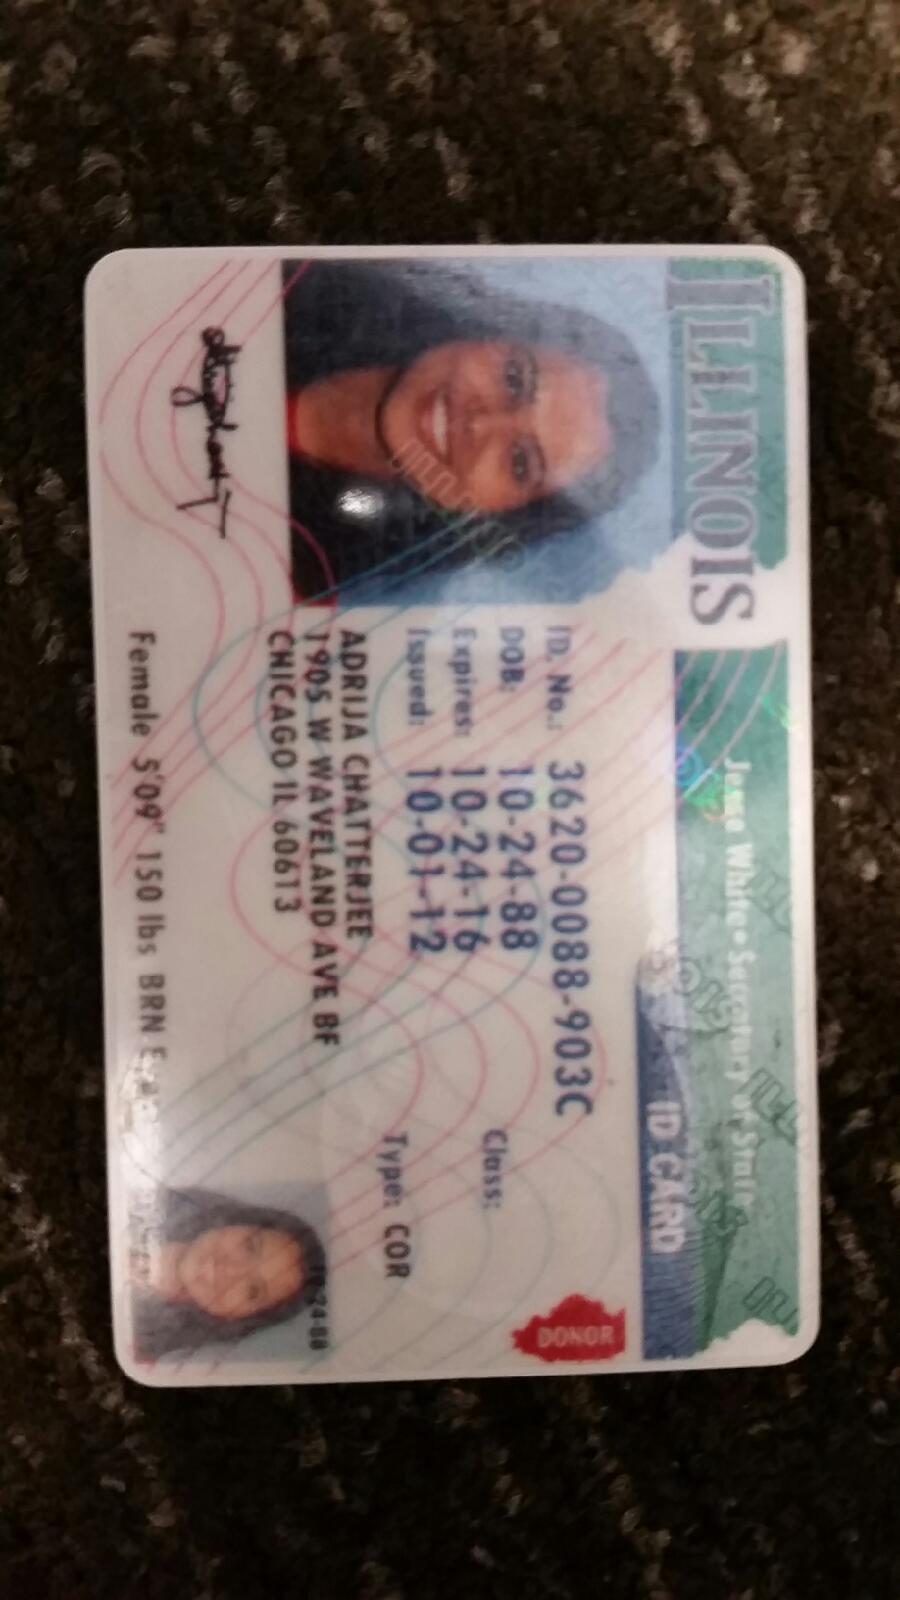 ILLINOIS
Jesse White • Secretary of State
ID CARD
ID. No.: 3620-0088-903C
DOB: 10-24-88
Expires: 10-24-16
Issued: 10-01-12
Class:
Type: COR
DONOR
ADRIJA CHATTERJEE
1905 W WAVELAND AVE BF
CHICAGO IL 60613
Female 5'09" 150 lbs BRN
10-24-88